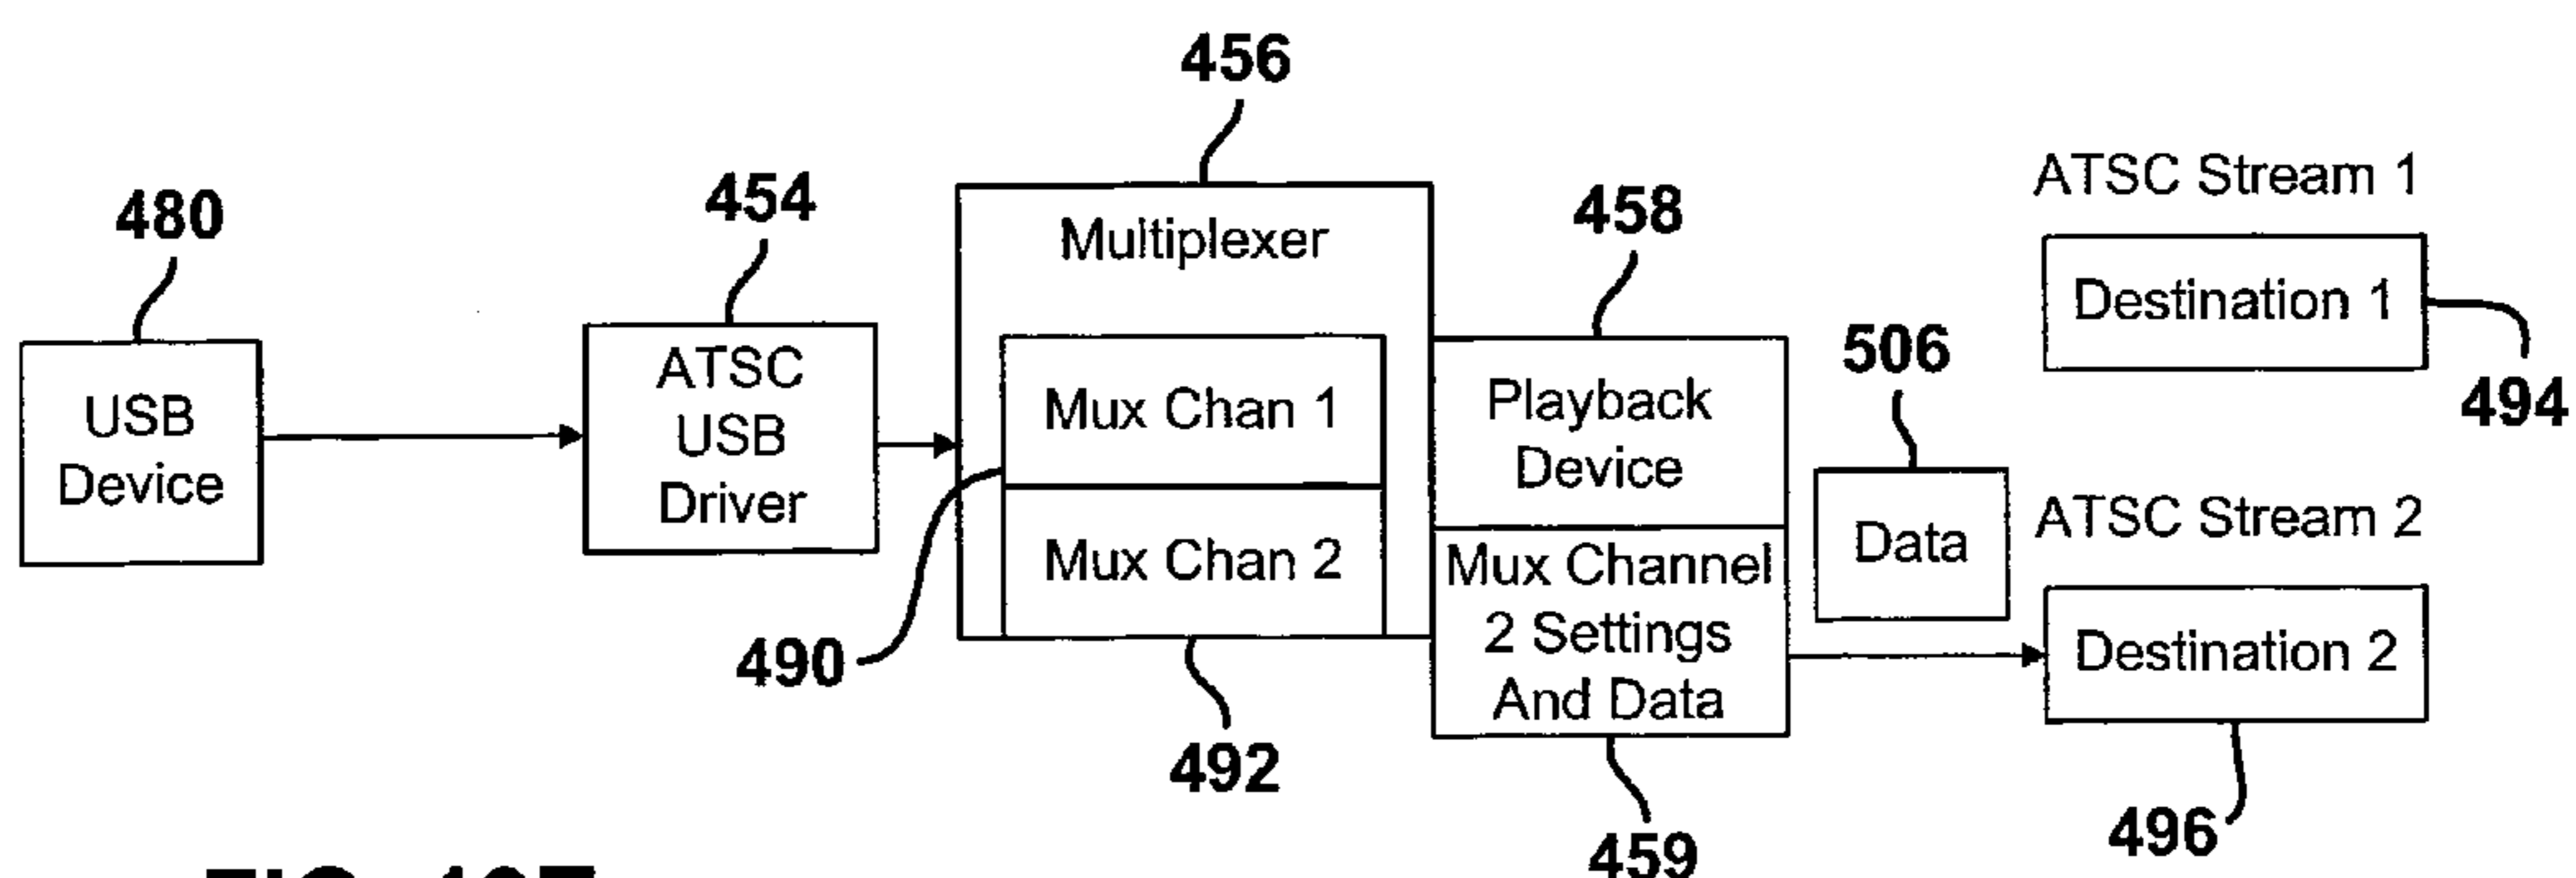 456
480
454
458
506
ATSC Stream 1
Multiplexer
Destination 1
494
USB
Device
ATSC
USB
Driver
Mux Chan 1
Mux Chan 2
490
492
Playback
Device
Mux Channel
2 Settings
And Data
459
Data
ATSC Stream 2
Destination 2
496
FIG.